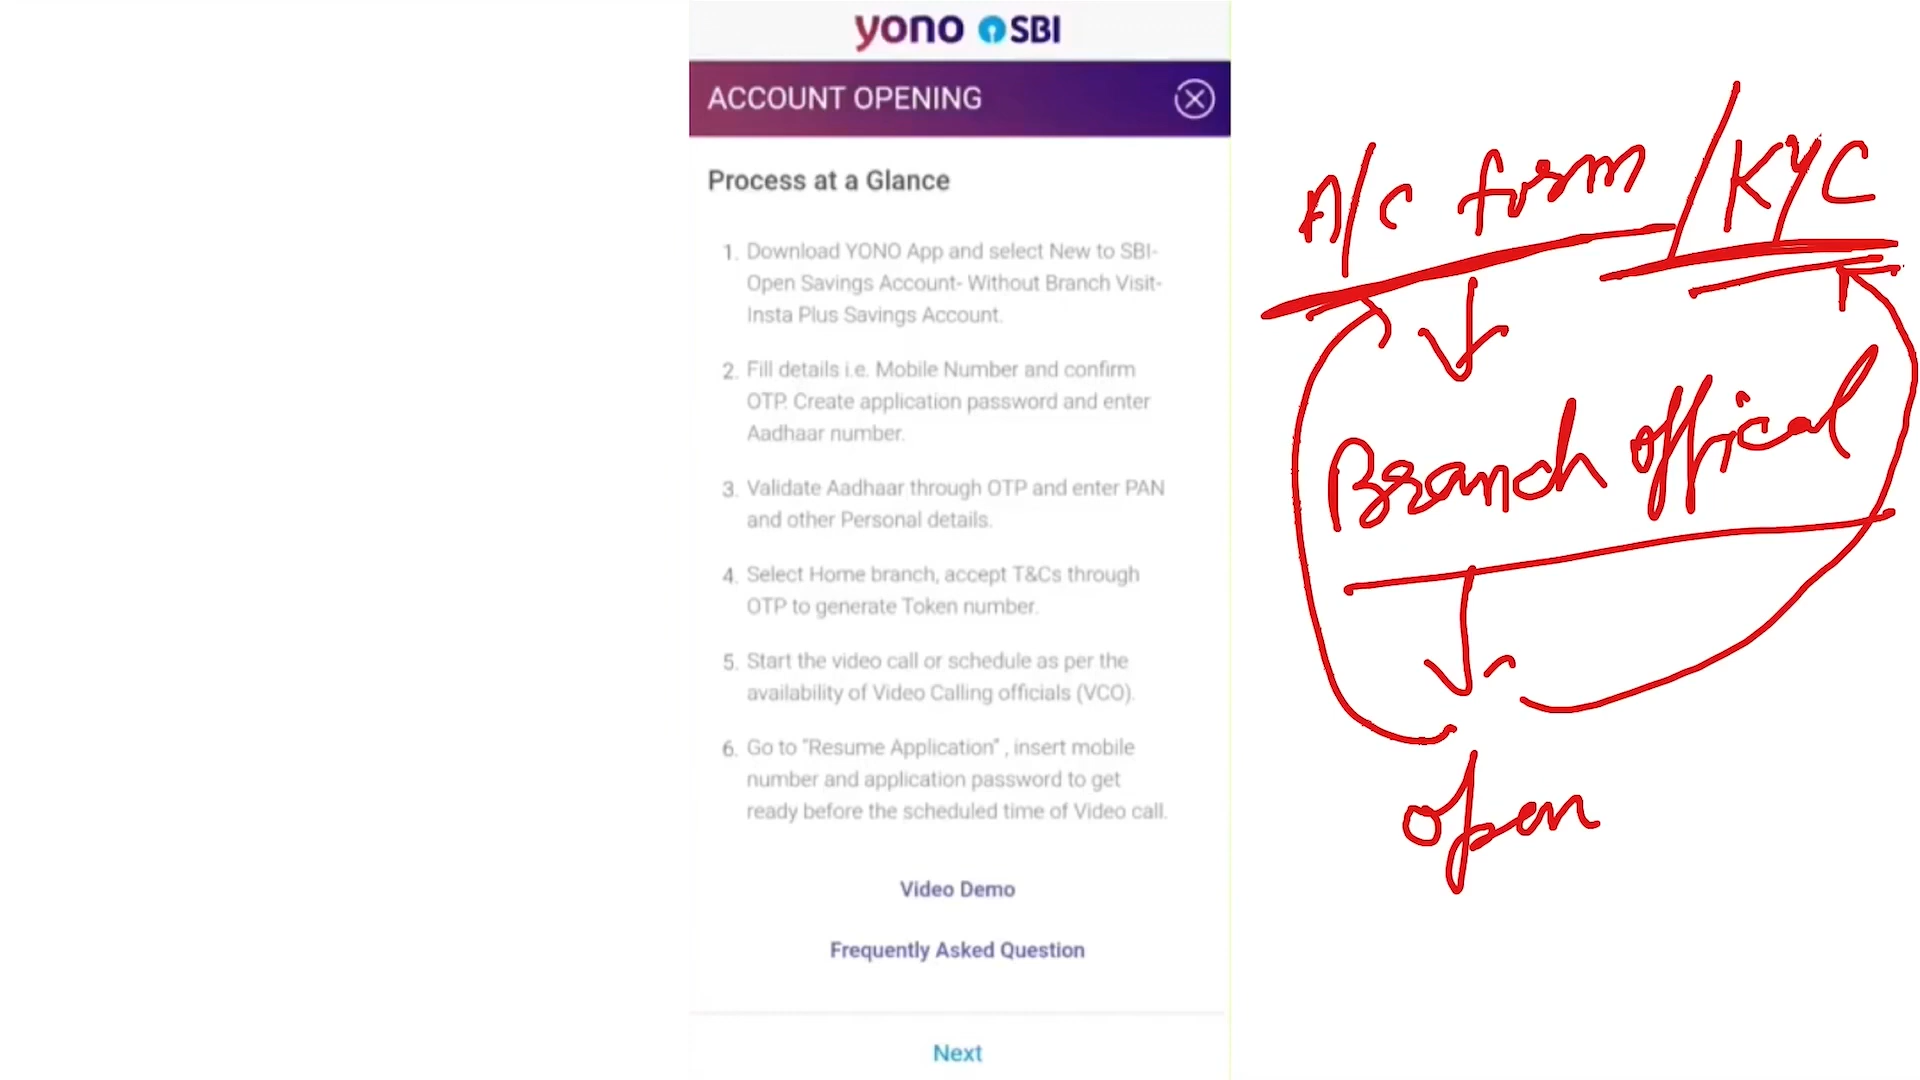 yono SBI
ACCOUNT OPENING
Process at a Glance
1. Download YONO App and select New to SBI-
Open Savings Account- Without Branch Visit-
Insta Plus Savings Account.
2. Fill details i.e. Mobile Number and confirm
OTP. Create application password and enter
Aadhaar number.
3. Validate Aadhaar through OTP and enter PAN
and other Personal details.
4. Select Home branch, accept T&Cs through
OTP to generate Token number.
5. Start the video call or schedule as per the
availability of Video Calling officials (VCO).
6. Go to "Resume Application" , insert mobile
number and application password to get
ready before the scheduled time of Video call.
Video Demo
Frequently Asked Question
Next
A/C form / KYC
Branch offical
open